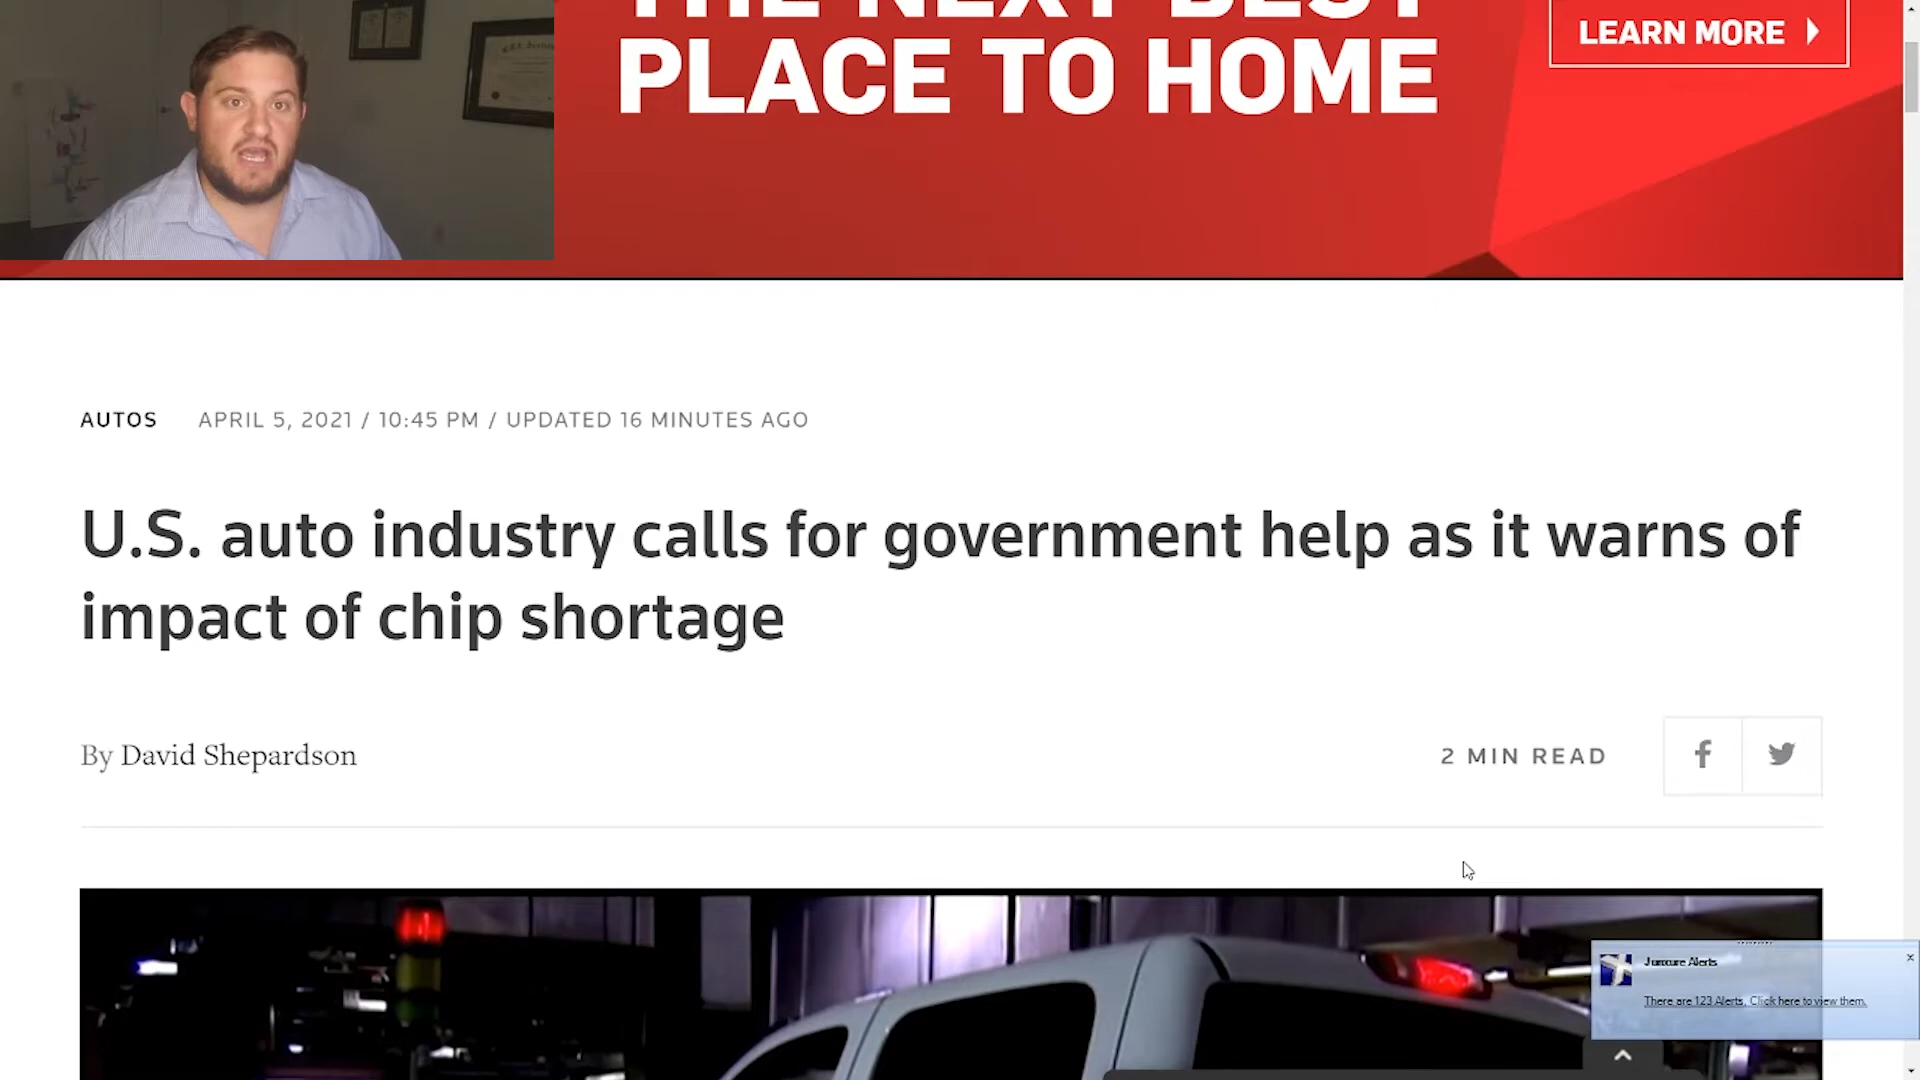 THE NEXT BEST
PLACE TO HOME
LEARN MORE
AUTOS APRIL 5, 2021 / 10:45 PM / UPDATED 16 MINUTES AGO
U.S. auto industry calls for government help as it warns of
impact of chip shortage
By David Shepardson
2 MIN READ
Junxure Alerts
There are 123 Alerts. Click here to view them.